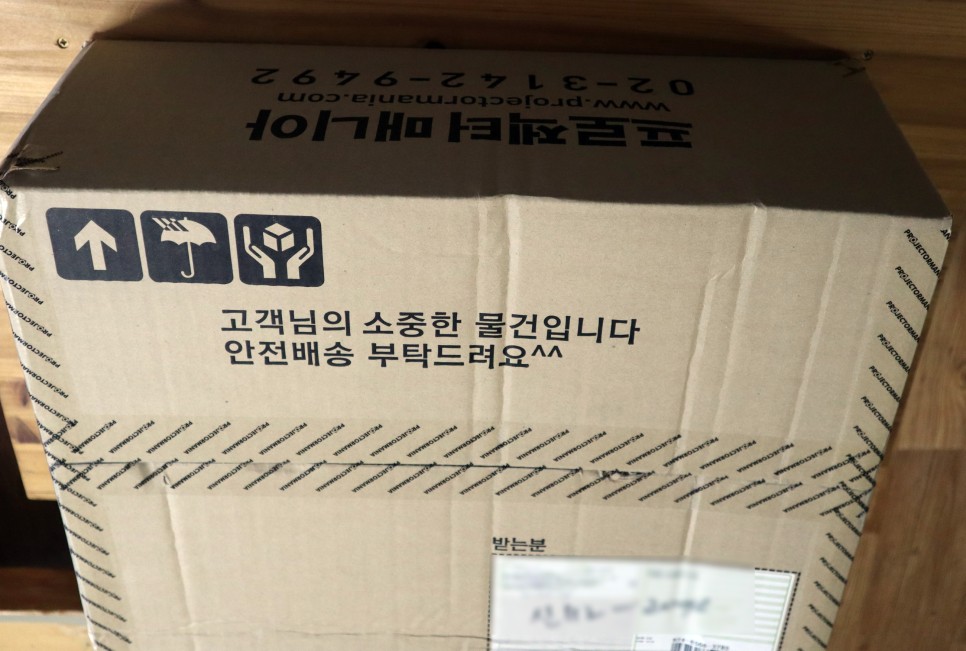 02-3142-9492
www.projectormania.com
프로젝터매니아
고객님의 소중한 물건입니다
안전배송 부탁드려요^^
PROJECTORMANIA
받는분